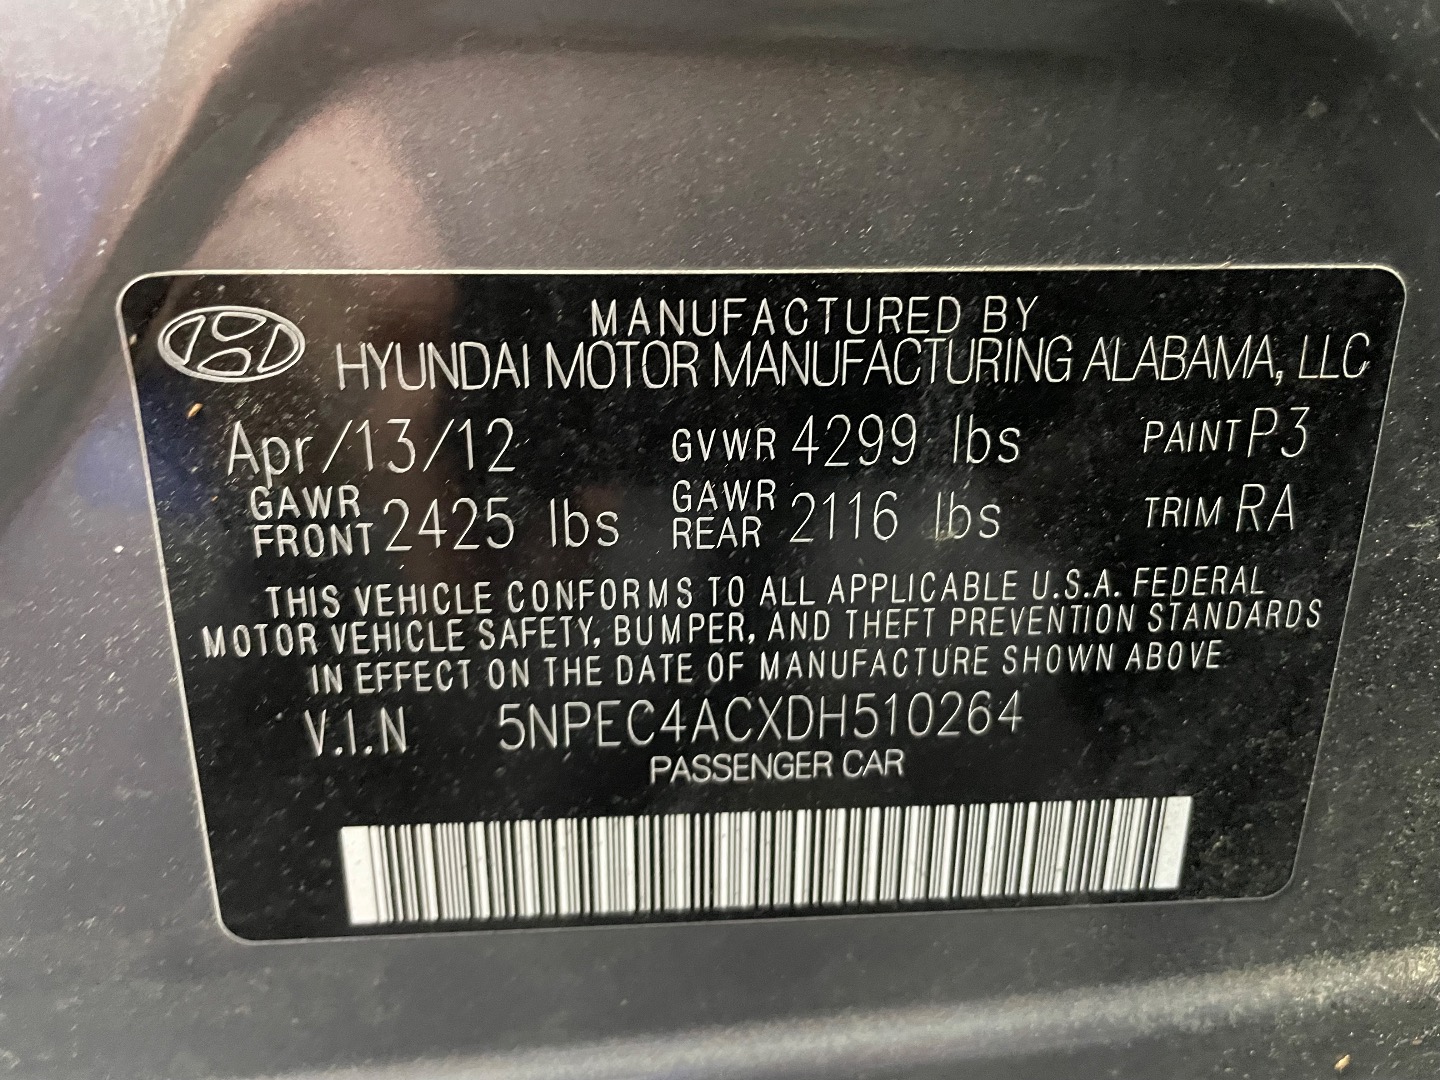 MANUFACTURED BY
HYUNDAI MOTOR MANUFACTURING ALABAMA, LLC
Apr/13/12 GVWR 4299 lbs PAINT P3
GAWR FRONT 2425 lbs GAWR REAR 2116 lbs TRIM RA
THIS VEHICLE CONFORMS TO ALL APPLICABLE U.S.A. FEDERAL
MOTOR VEHICLE SAFETY, BUMPER, AND THEFT PREVENTION STANDARDS
IN EFFECT ON THE DATE OF MANUFACTURE SHOWN ABOVE
V.I.N 5NPEC4ACXDH510264
PASSENGER CAR